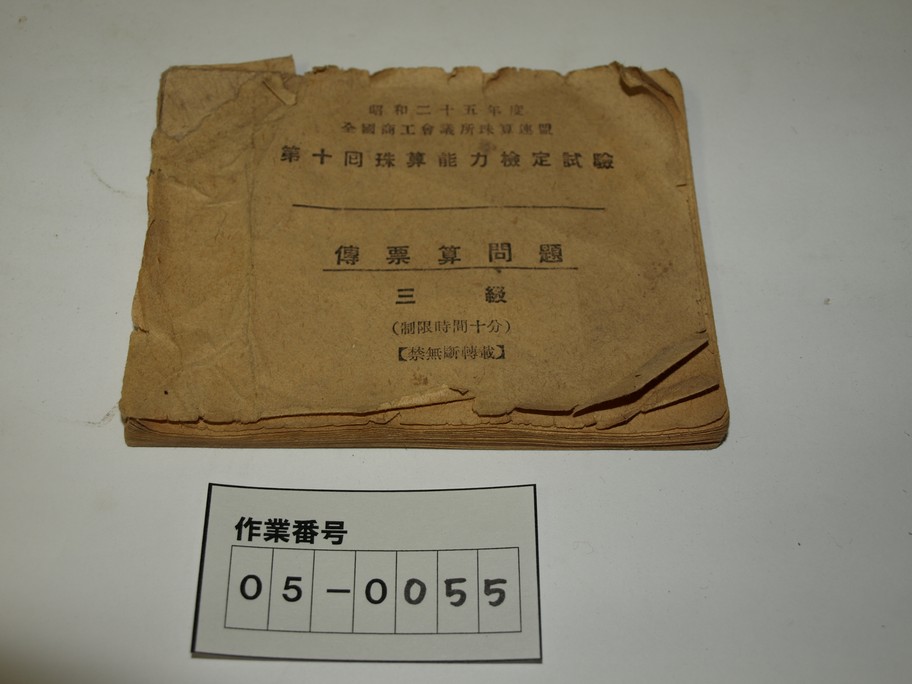 昭和二十五年度
全國商工會議所珠算連盟
第十回珠算能力檢定試驗
傳票算問題
三級
(制限時間十分)
【禁無斷轉載】
作業番号
05-0055